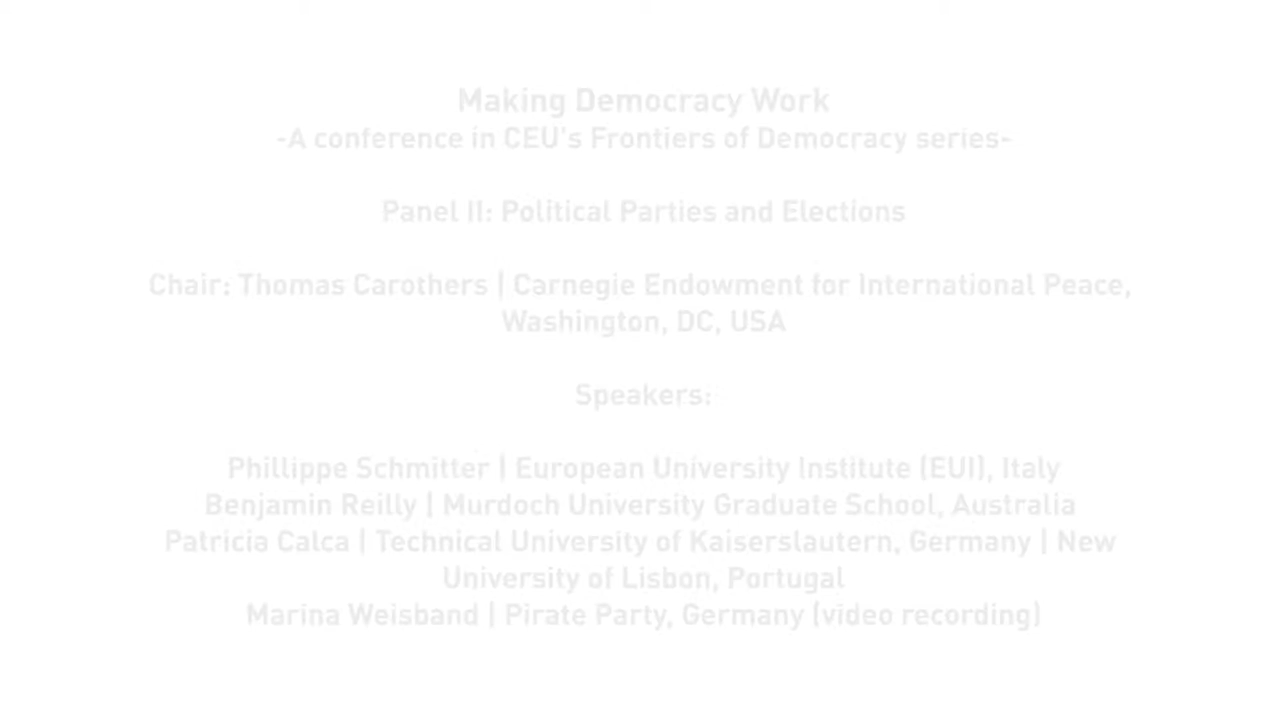 Making Democracy Work
-A conference in CEU's Frontiers of Democracy series-
Panel II: Political Parties and Elections
Chair: Thomas Carothers | Carnegie Endowment for International Peace,
Washington, DC, USA
Speakers:
Phillippe Schmitter | European University Institute (EUI), Italy
Benjamin Reilly | Murdoch University Graduate School, Australia
Patricia Calca | Technical University of Kaiserslautern, Germany | New
University of Lisbon, Portugal
Marina Weisband | Pirate Party, Germany (video recording)